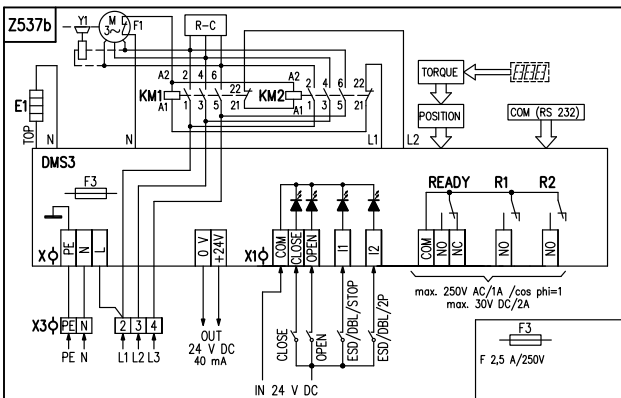 Z537b
Y1
M
3~
F1
R-C
A2
2
4
6
22
KM1
A1
1
3
5
21
A2
2
4
6
22
KM2
A1
1
3
5
21
E1
TOP
N
N
L1
L2
TORQUE
POSITION
COM (RS 232)
DMS3
F3
READY
R1
R2
X
PE
N
L
0 V
+24V
X1
COM
CLOSE
OPEN
I1
I2
COM
NO
NC
NO
NO
max. 250V AC/1A /cos phi=1
max. 30V DC/2A
X3
PE
N
2
3
4
PE N
L1 L2 L3
OUT
24 V DC
40 mA
CLOSE
OPEN
ESD/DBL/STOP
ESD/DBL/2P
IN 24 V DC
F3
F 2,5 A/250V